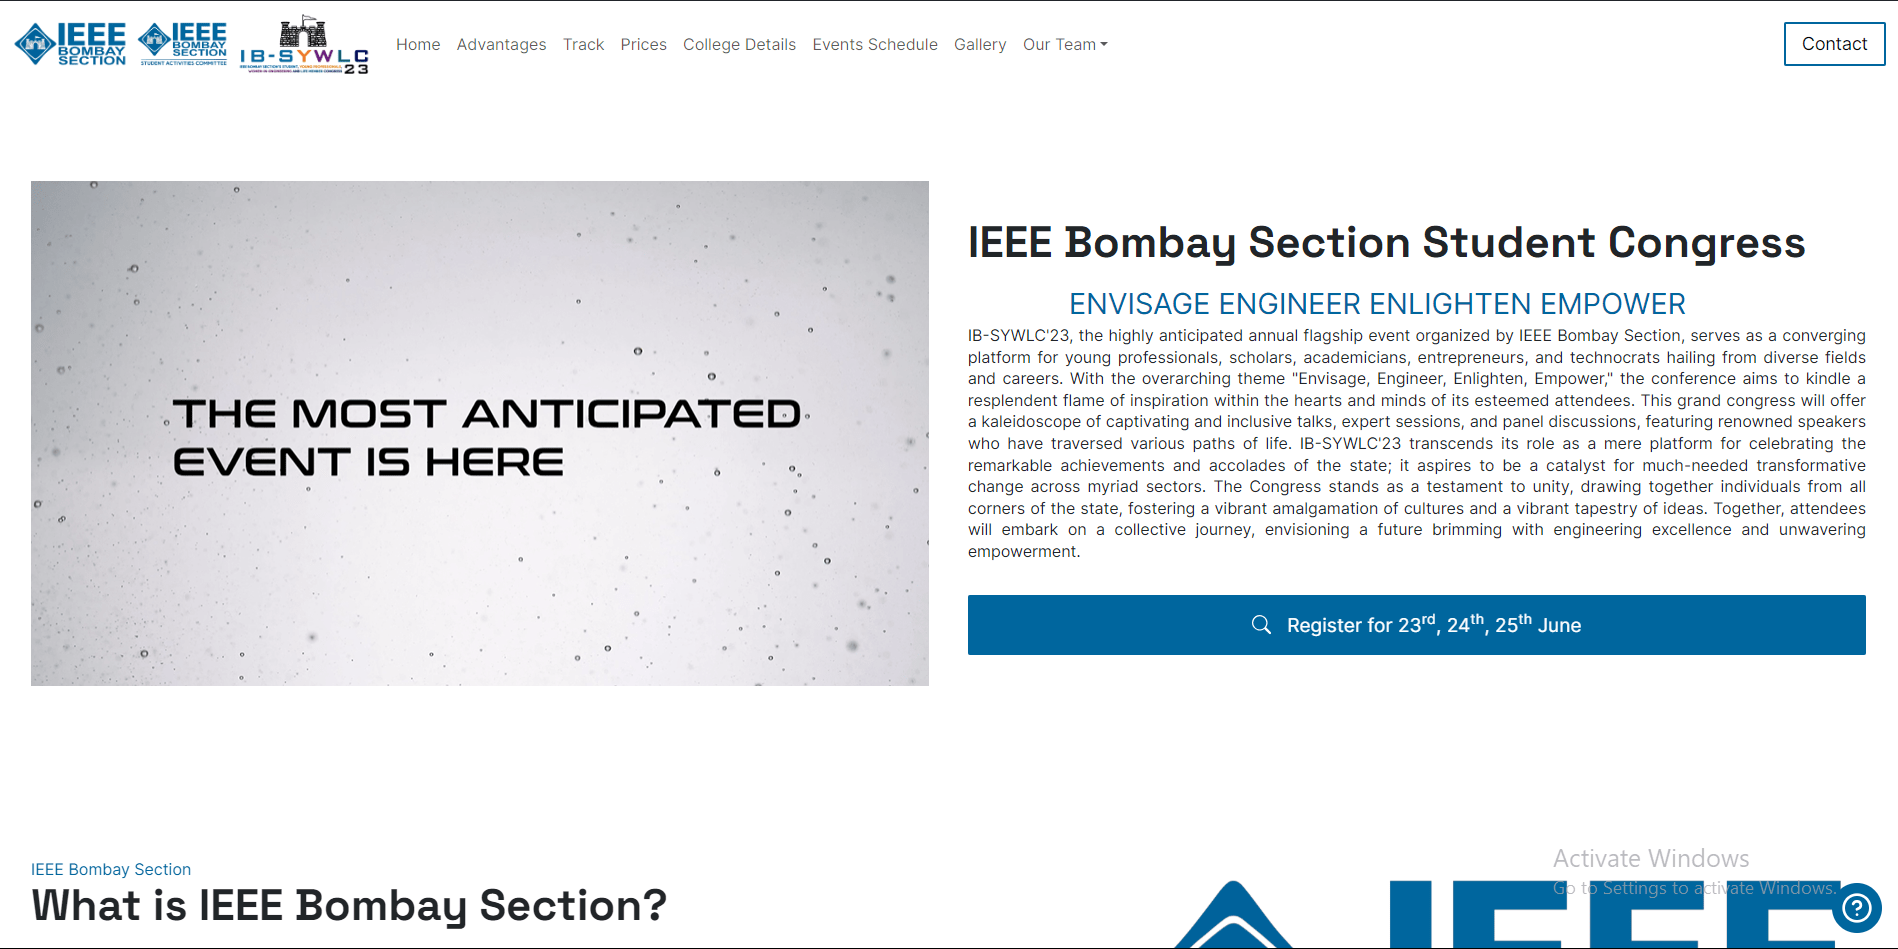 IEEE
BOMBAY
SECTION
IEEE
BOMBAY
SECTION
STUDENT ACTIVITIES COMMITTEE
IB-SYWLC
23
Home Advantages Track Prices College Details Events Schedule Gallery Our Team
Contact
THE MOST ANTICIPATED
EVENT IS HERE
IEEE Bombay Section Student Congress
ENVISAGE ENGINEER ENLIGHTEN EMPOWER
IB-SYWLC'23, the highly anticipated annual flagship event organized by IEEE Bombay Section, serves as a converging
platform for young professionals, scholars, academicians, entrepreneurs, and technocrats hailing from diverse fields
and careers. With the overarching theme "Envisage, Engineer, Enlighten, Empower," the conference aims to kindle a
resplendent flame of inspiration within the hearts and minds of its esteemed attendees. This grand congress will offer
a kaleidoscope of captivating and inclusive talks, expert sessions, and panel discussions, featuring renowned speakers
who have traversed various paths of life. IB-SYWLC'23 transcends its role as a mere platform for celebrating the
remarkable achievements and accolades of the state; it aspires to be a catalyst for much-needed transformative
change across myriad sectors. The Congress stands as a testament to unity, drawing together individuals from all
corners of the state, fostering a vibrant amalgamation of cultures and a vibrant tapestry of ideas. Together, attendees
will embark on a collective journey, envisioning a future brimming with engineering excellence and unwavering
empowerment.
Register for 23rd, 24th, 25th June
IEEE Bombay Section
What is IEEE Bombay Section?
IEEE
Activate Windows
Go to Settings to activate Windows.